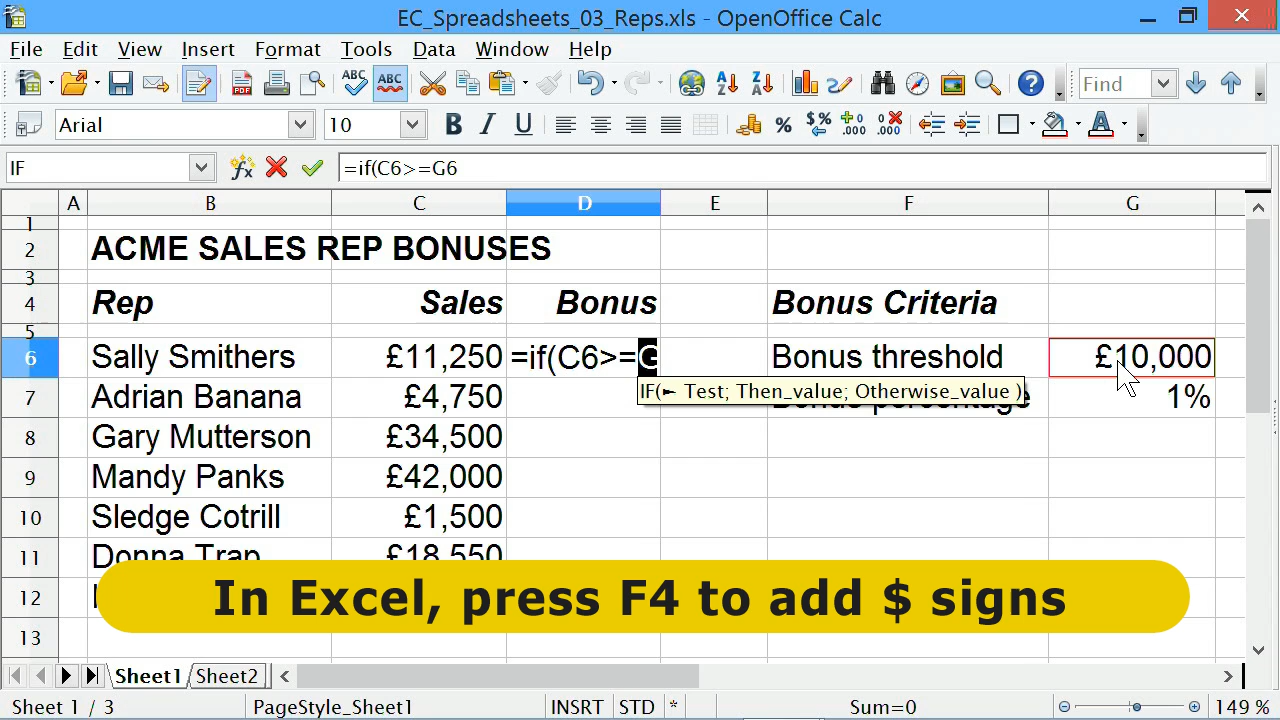 EC_Spreadsheets_03_Reps.xls - OpenOffice Calc
File Edit View Insert Format Tools Data Window Help
Find
Arial 10
IF =if(C6>=G6
A B C D E F G
1
2 ACME SALES REP BONUSES
3
4 Rep Sales Bonus Bonus Criteria
5
6 Sally Smithers £11,250 =if(C6>=G Bonus threshold £10,000
IF(► Test; Then_value; Otherwise_value )
7 Adrian Banana £4,750 Bonus percentage 1%
8 Gary Mutterson £34,500
9 Mandy Panks £42,000
10 Sledge Cotrill £1,500
11 Donna Trap £18,550
12
In Excel, press F4 to add $ signs
13
Sheet1 Sheet2
Sheet 1 / 3 PageStyle_Sheet1 INSRT STD * Sum=0 149 %